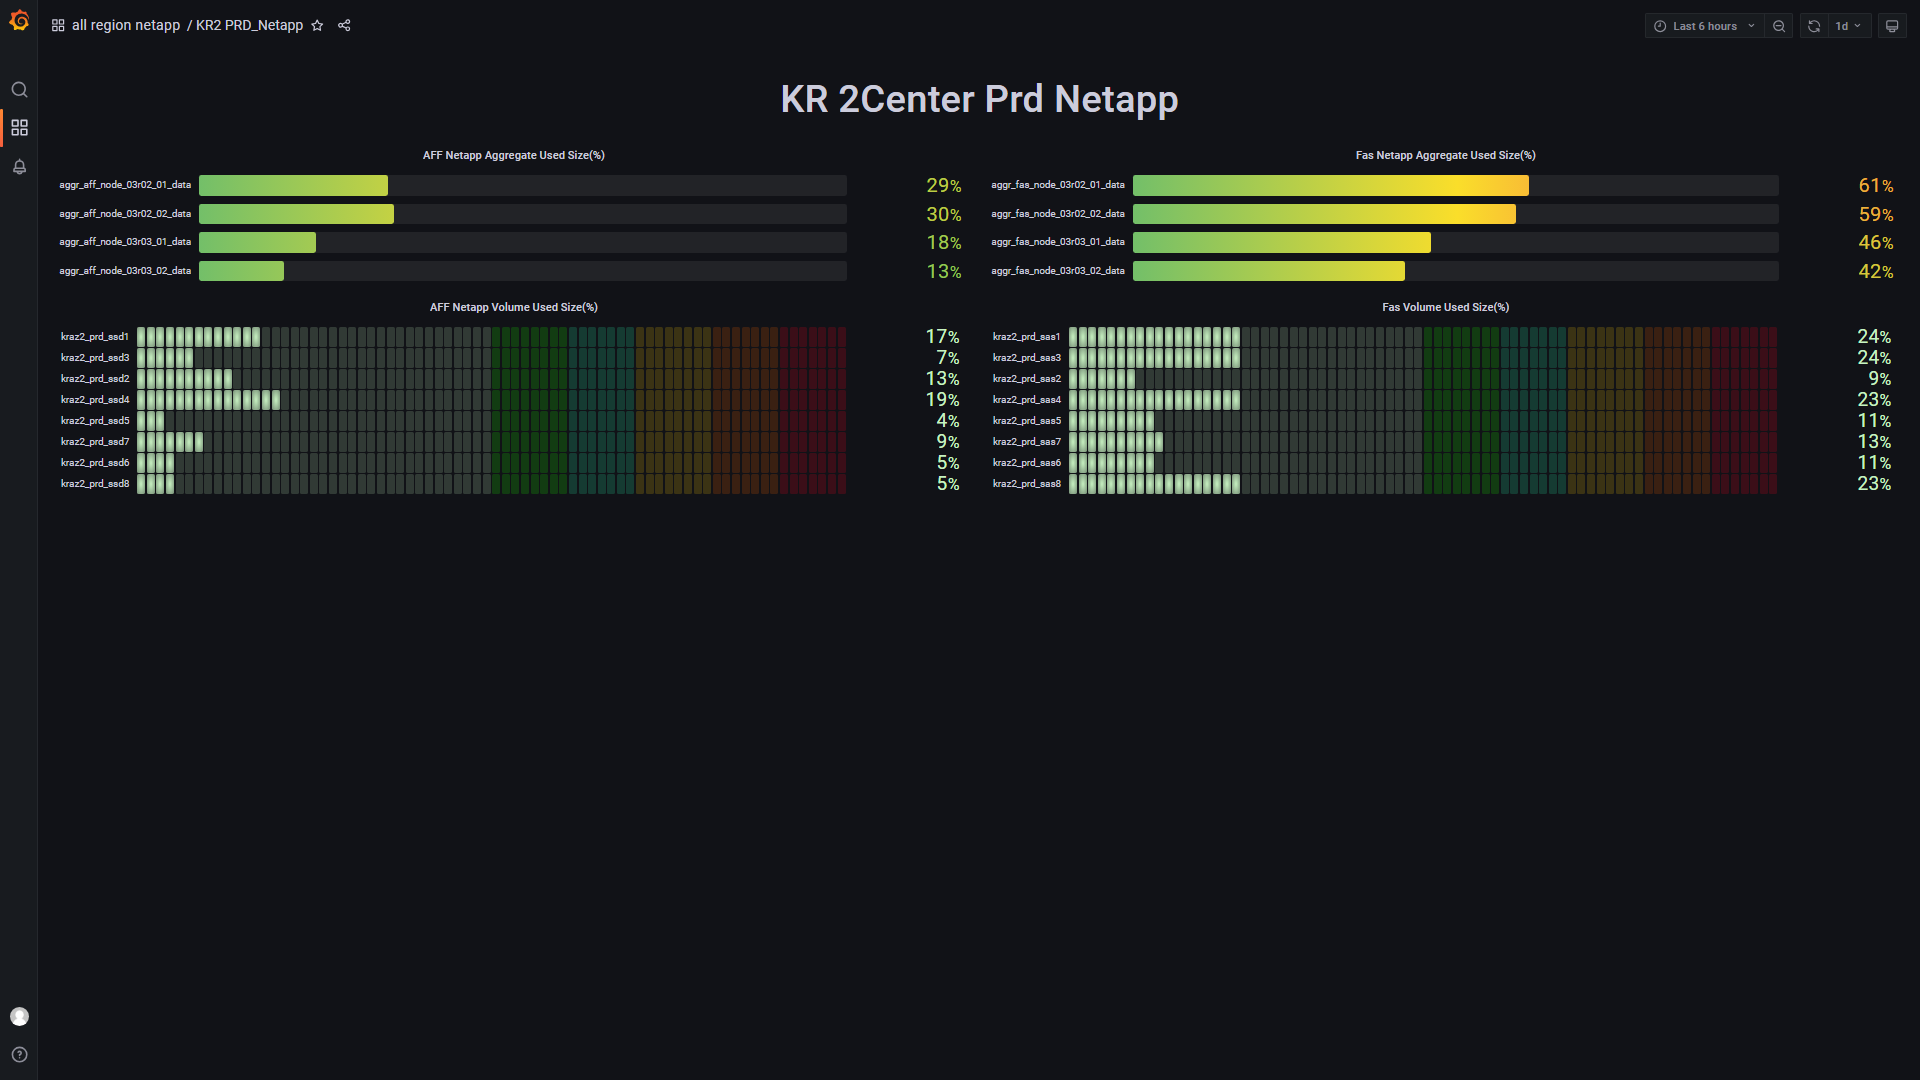 all region netapp / KR2 PRD_Netapp
Last 6 hours
1d
KR 2Center Prd Netapp
AFF Netapp Aggregate Used Size(%)
aggr_aff_node_03r02_01_data 29%
aggr_aff_node_03r02_02_data 30%
aggr_aff_node_03r03_01_data 18%
aggr_aff_node_03r03_02_data 13%
Fas Netapp Aggregate Used Size(%)
aggr_fas_node_03r02_01_data 61%
aggr_fas_node_03r02_02_data 59%
aggr_fas_node_03r03_01_data 46%
aggr_fas_node_03r03_02_data 42%
AFF Netapp Volume Used Size(%)
kraz2_prd_ssd1 17%
kraz2_prd_ssd3 7%
kraz2_prd_ssd2 13%
kraz2_prd_ssd4 19%
kraz2_prd_ssd5 4%
kraz2_prd_ssd7 9%
kraz2_prd_ssd6 5%
kraz2_prd_ssd8 5%
Fas Volume Used Size(%)
kraz2_prd_sas1 24%
kraz2_prd_sas3 24%
kraz2_prd_sas2 9%
kraz2_prd_sas4 23%
kraz2_prd_sas5 11%
kraz2_prd_sas7 13%
kraz2_prd_sas6 11%
kraz2_prd_sas8 23%